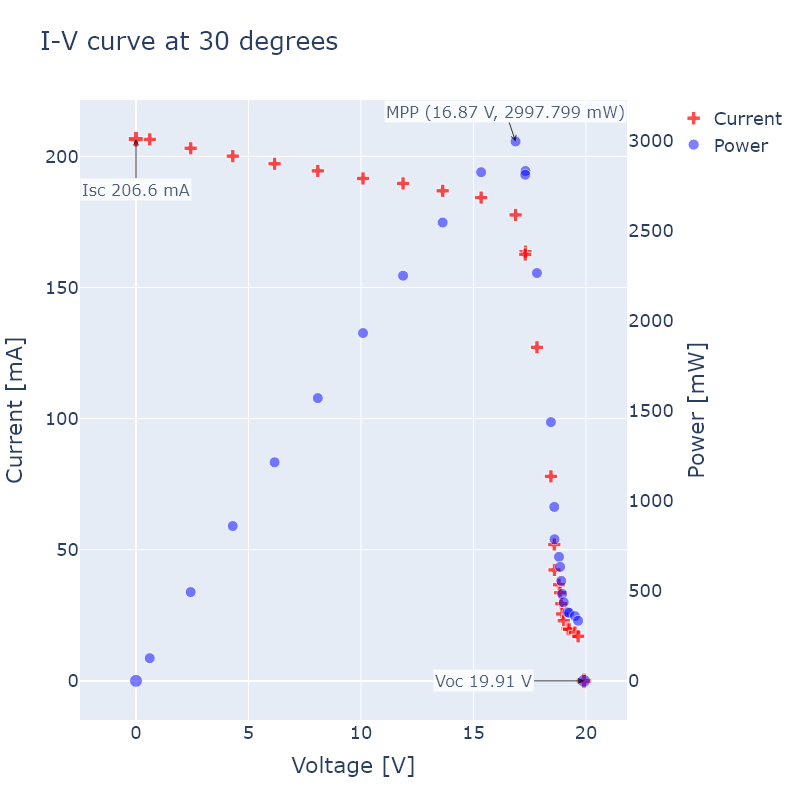 I-V curve at 30 degrees
MPP (16.87 V, 2997.799 mW)
Current
Power
Isc 206.6 mA
Voc 19.91 V
200
150
100
50
0
Current [mA]
3000
2500
2000
1500
1000
500
0
Power [mW]
0
5
10
15
20
Voltage [V]